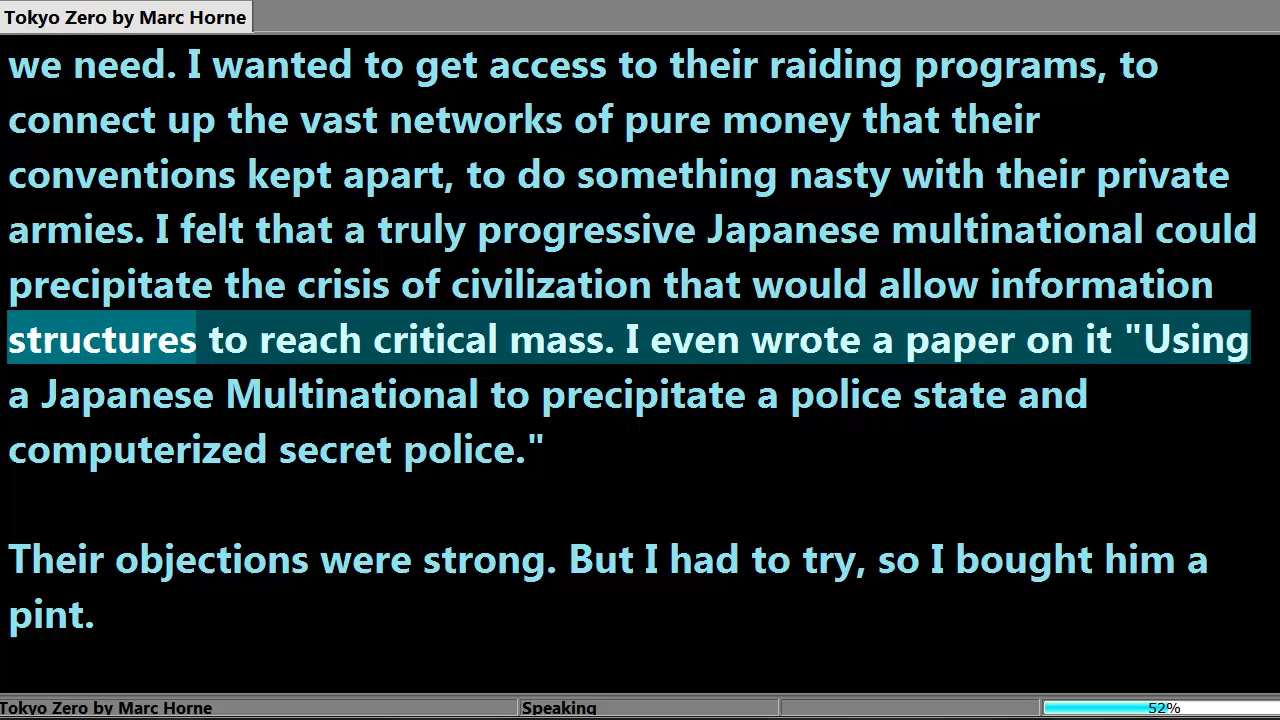 Tokyo Zero by Marc Horne
we need. I wanted to get access to their raiding programs, to
connect up the vast networks of pure money that their
conventions kept apart, to do something nasty with their private
armies. I felt that a truly progressive Japanese multinational could
precipitate the crisis of civilization that would allow information
structures to reach critical mass. I even wrote a paper on it "Using
a Japanese Multinational to precipitate a police state and
computerized secret police."
Their objections were strong. But I had to try, so I bought him a
pint.
Tokyo Zero by Marc Horne Speaking 52%